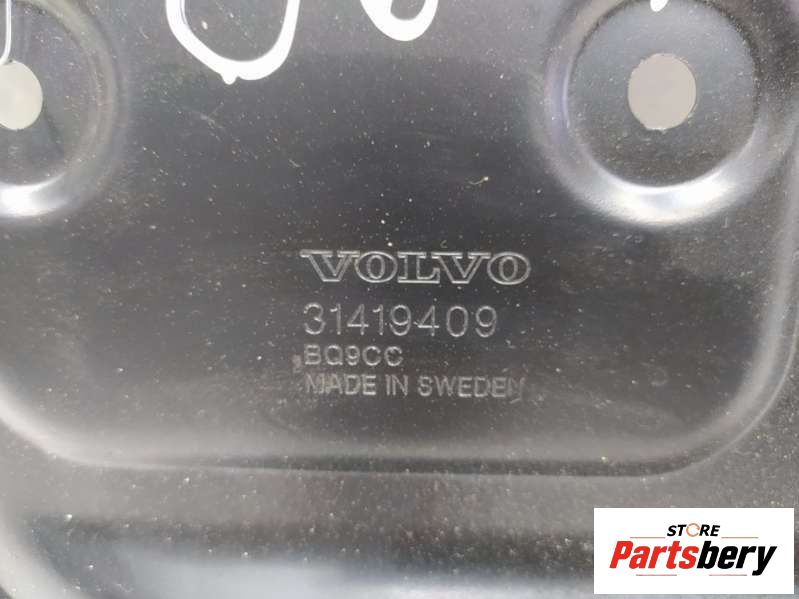 VOLVO
31419409
BQ9CC
MADE IN SWEDEN
STORE
Partsbery